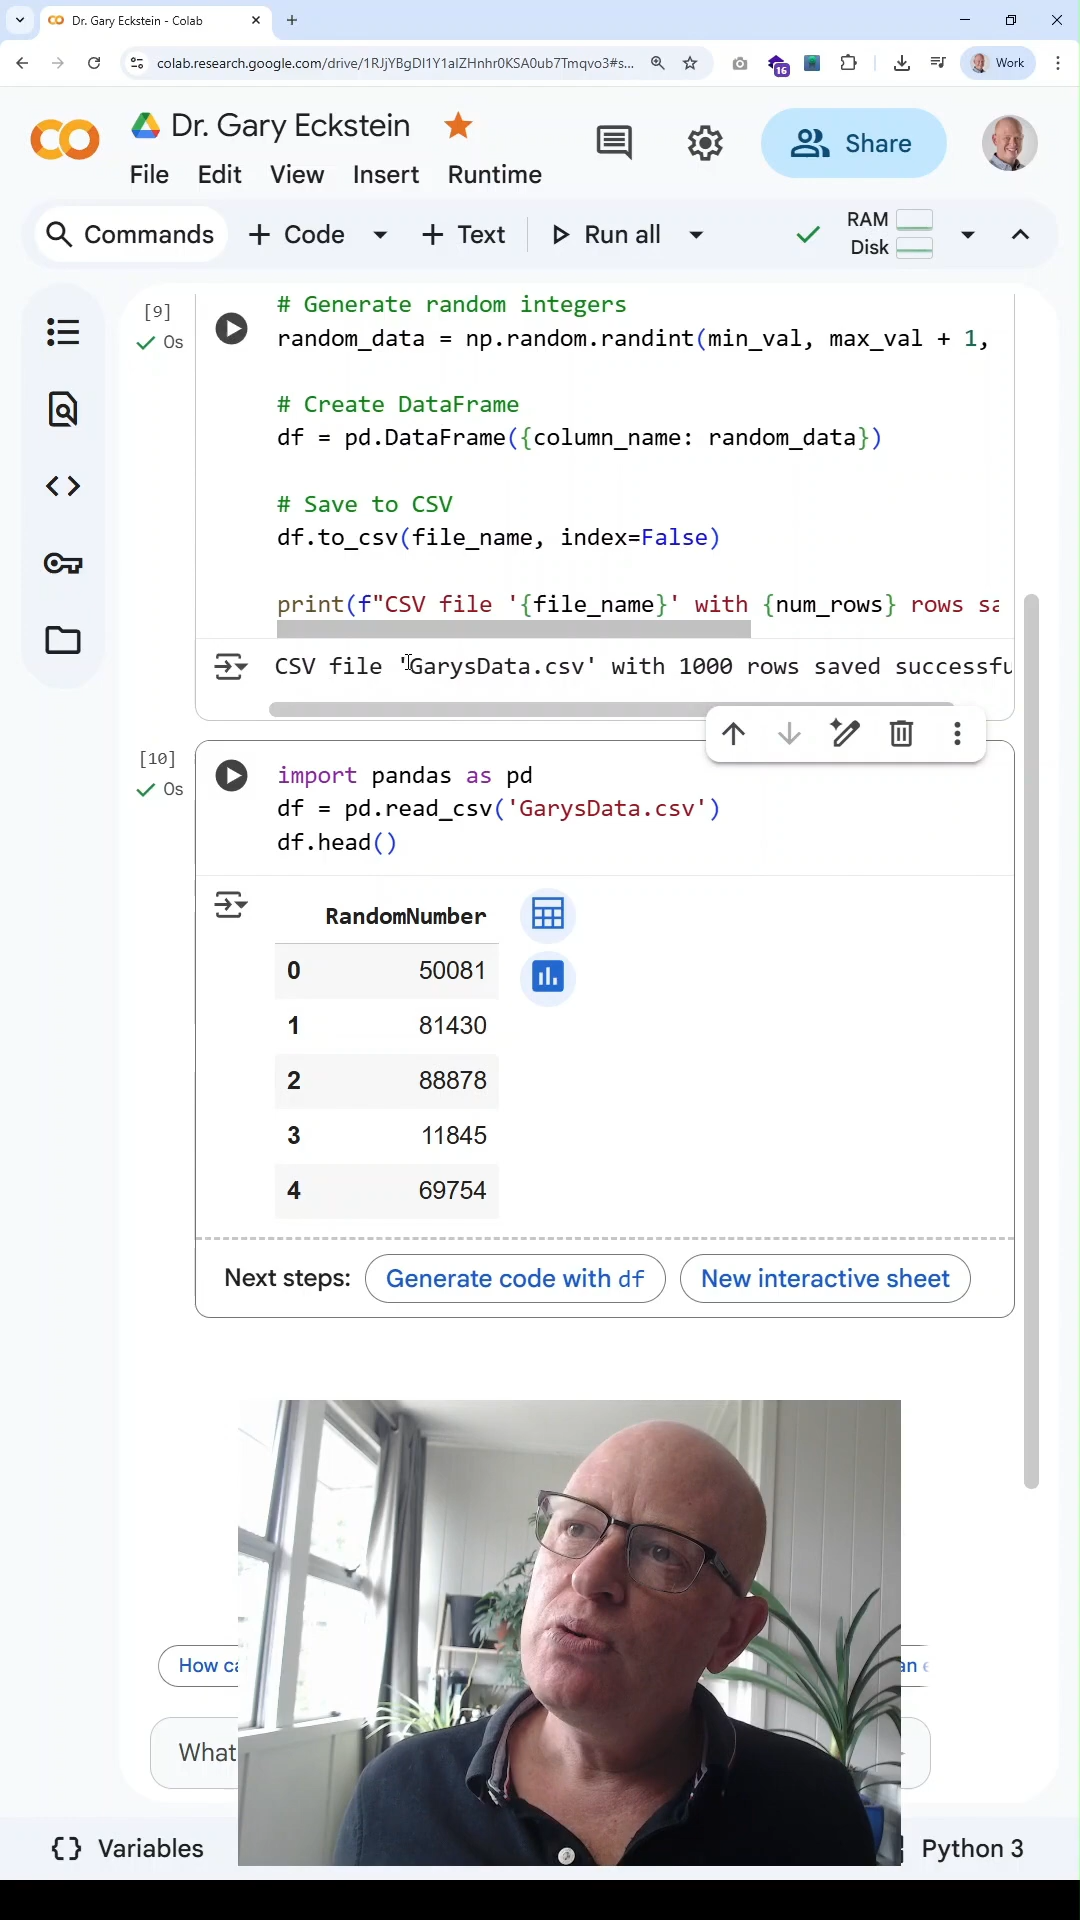 Dr. Gary Eckstein - Colab
colab.research.google.com/drive/1RJjYBgDI1Y1alZHnhr0KSA0ub7Tmqvo3#s...
16
Work
Dr. Gary Eckstein
Share
File Edit View Insert Runtime
Commands + Code + Text Run all
RAM
Disk
[9]
0s
# Generate random integers
random_data = np.random.randint(min_val, max_val + 1,
# Create DataFrame
df = pd.DataFrame({column_name: random_data})
# Save to CSV
df.to_csv(file_name, index=False)
print(f"CSV file '{file_name}' with {num_rows} rows sa
CSV file 'GarysData.csv' with 1000 rows saved successfu
[10]
0s
import pandas as pd
df = pd.read_csv('GarysData.csv')
df.head()
RandomNumber
0 50081
1 81430
2 88878
3 11845
4 69754
Next steps: Generate code with df New interactive sheet
How ca
an e
What
{} Variables
Python 3